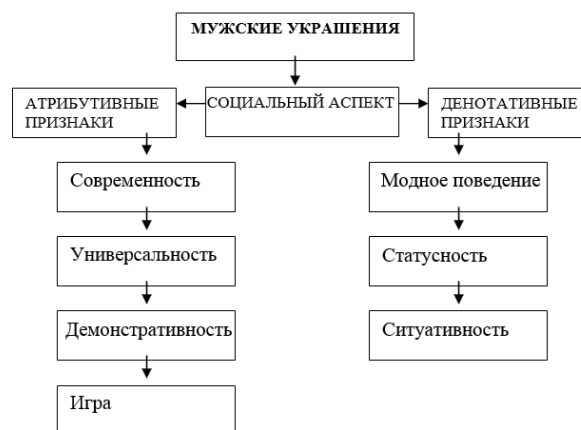 МУЖСКИЕ УКРАШЕНИЯ
АТРИБУТИВНЫЕ
ПРИЗНАКИ
СОЦИАЛЬНЫЙ АСПЕКТ
ДЕНОТАТИВНЫЕ
ПРИЗНАКИ
Современность
Универсальность
Демонстративность
Игра
Модное поведение
Статусность
Ситуативность